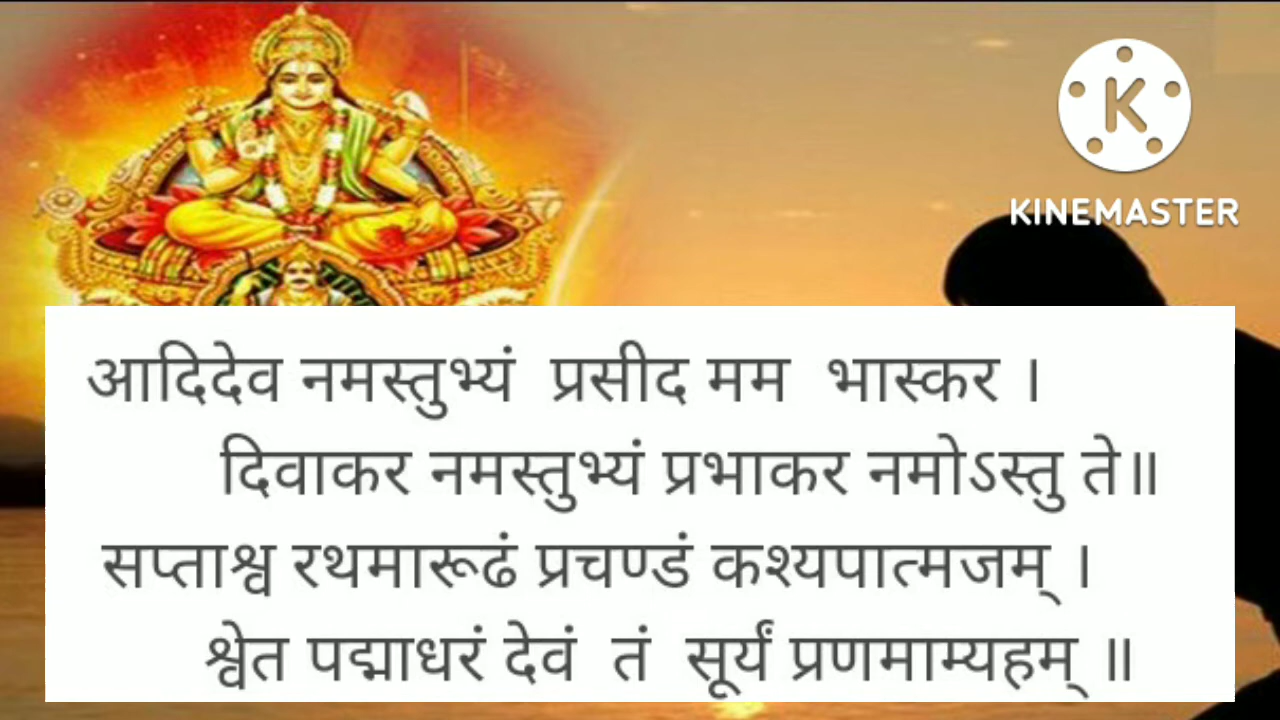 KINEMASTER
आदिदेव नमस्तुभ्यं प्रसीद मम भास्कर ।
दिवाकर नमस्तुभ्यं प्रभाकर नमोऽस्तु ते॥
सप्ताश्व रथमारूढं प्रचण्डं कश्यपात्मजम् ।
श्वेत पद्माधरं देवं तं सूर्यं प्रणमाम्यहम् ॥